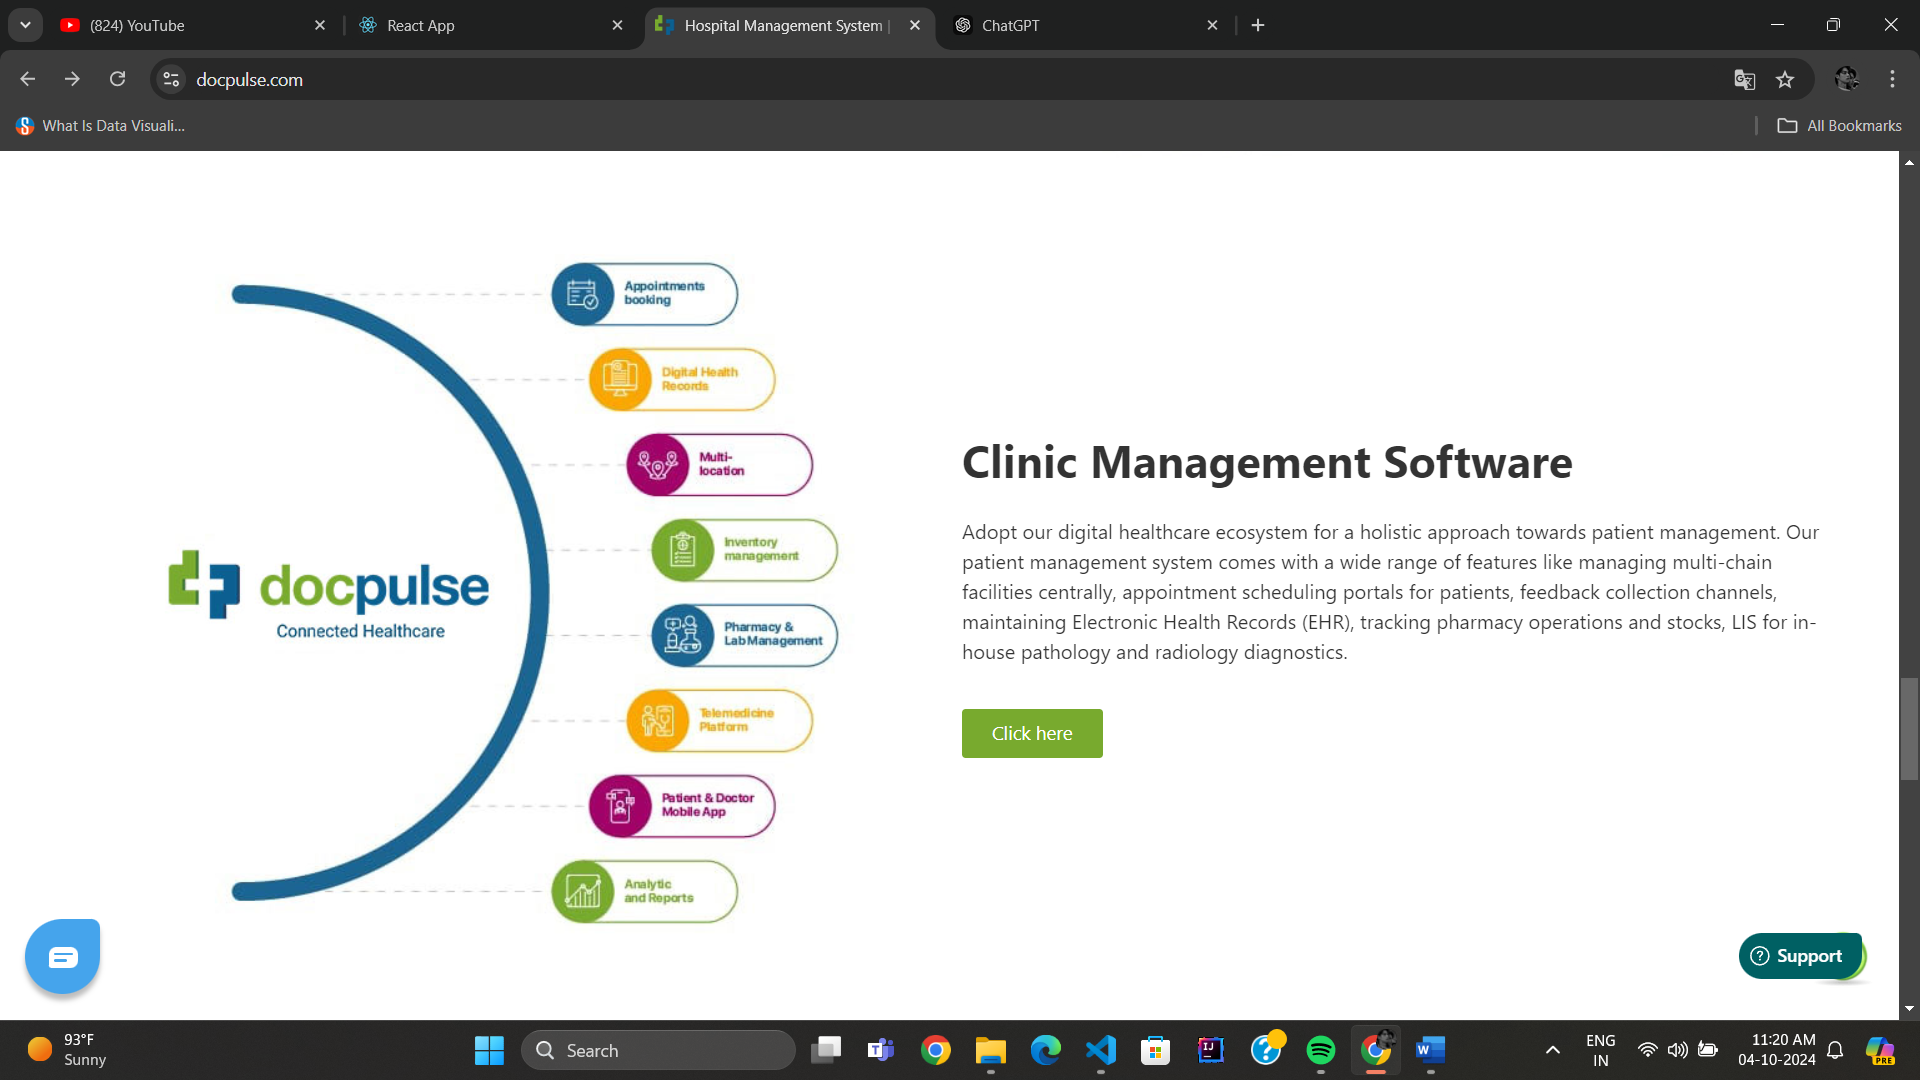 (824) YouTube
React App
Hospital Management System |
ChatGPT
docpulse.com
What Is Data Visuali...
All Bookmarks
Appointments
booking
Digital Health
Records
Multi-
location
Inventory
management
docpulse
Connected Healthcare
Pharmacy &
Lab Management
Telemedicine
Platform
Patient & Doctor
Mobile App
Analytic
and Reports
Clinic Management Software
Adopt our digital healthcare ecosystem for a holistic approach towards patient management. Our
patient management system comes with a wide range of features like managing multi-chain
facilities centrally, appointment scheduling portals for patients, feedback collection channels,
maintaining Electronic Health Records (EHR), tracking pharmacy operations and stocks, LIS for in-
house pathology and radiology diagnostics.
Click here
Support
93°F
Sunny
Search
ENG
IN
11:20 AM
04-10-2024
PRE